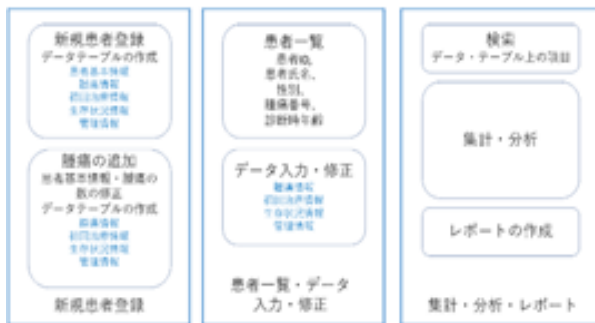 新規患者登録
データテーブルの作成
患者基本情報
腫瘍情報
初回治療情報
生存状況情報
管理情報
腫瘍の追加
患者基本情報・腫瘍の
数の修正
データテーブルの作成
腫瘍情報
初回治療情報
生存状況情報
管理情報
新規患者登録
患者一覧
患者ID、
患者氏名、
性別、
腫瘍番号、
診断時年齢
データ入力・修正
腫瘍情報
初回治療情報
生存状況情報
管理情報
患者一覧・データ
入力・修正
検索
データ・テーブル上の項目
集計・分析
レポートの作成
集計・分析・レポート